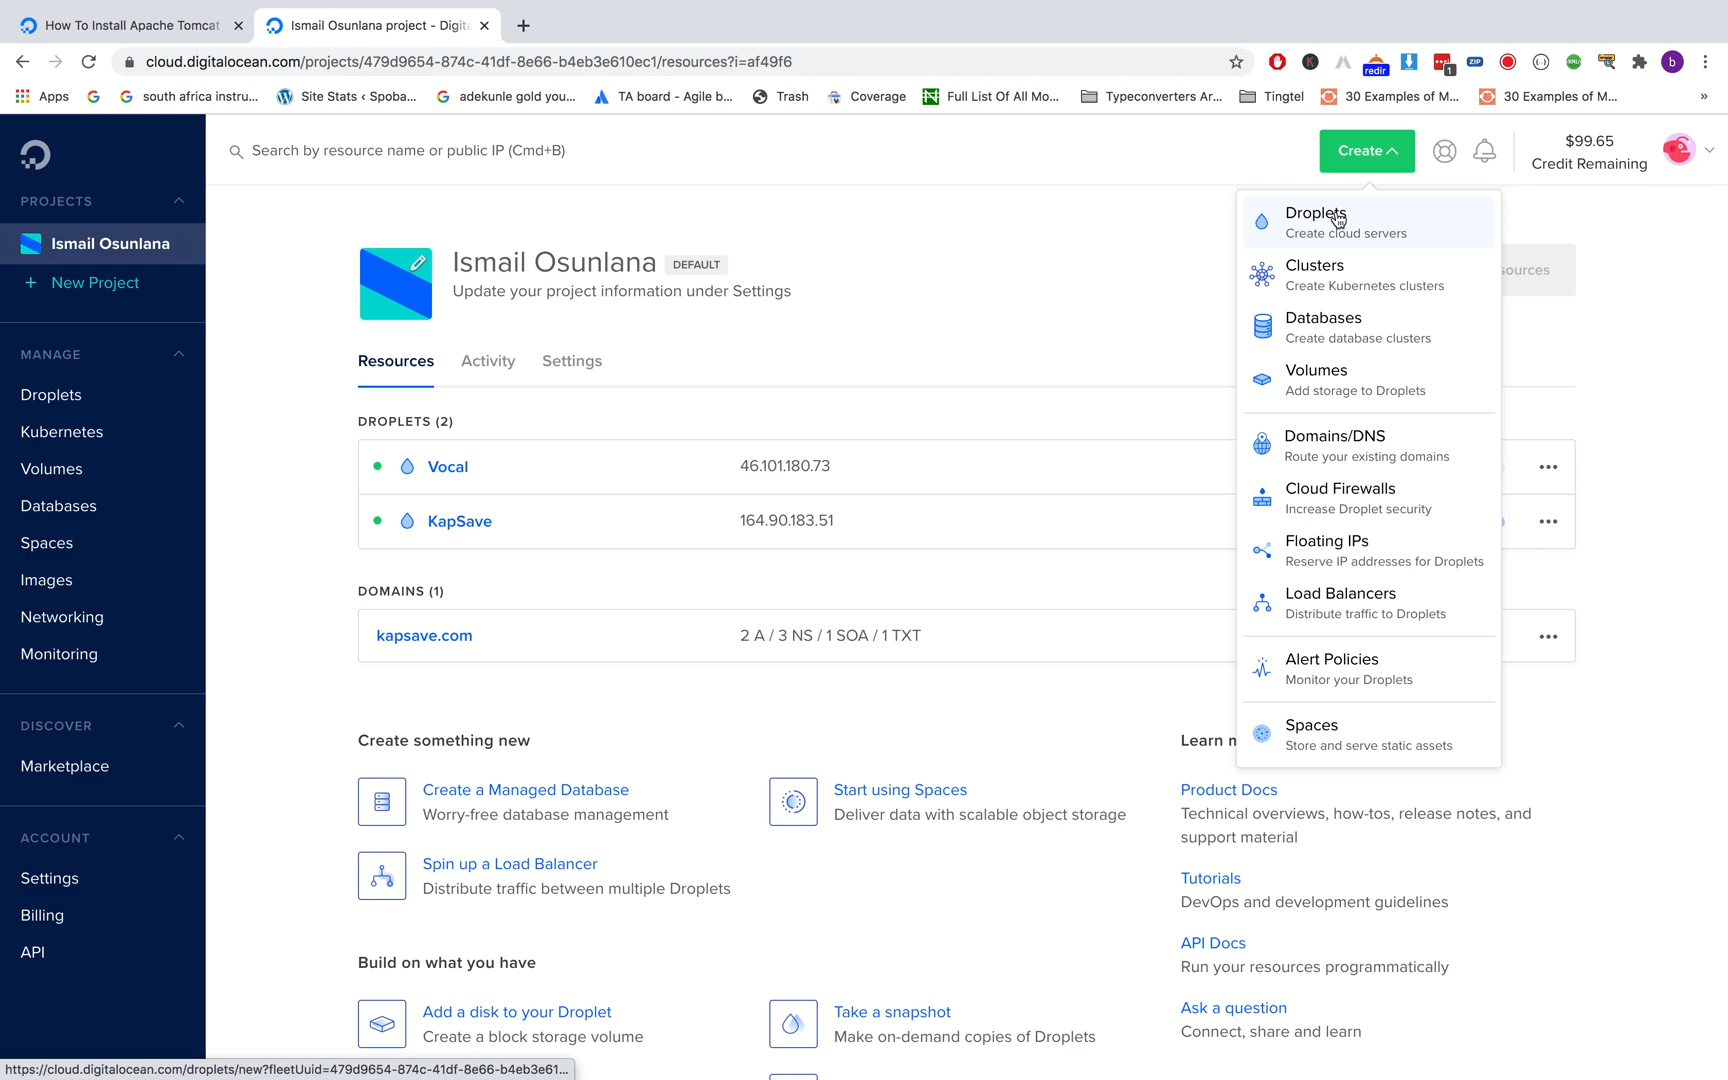 How To Install Apache Tomcat
Ismail Osunlana project - Digita
cloud.digitalocean.com/projects/479d9654-874c-41df-8e66-b4eb3e610ec1/resources?i=af49f6
redir
1
ZIP
b
Apps
south africa instru...
Site Stats ‹ Spoba...
adekunle gold you...
TA board - Agile b...
Trash
Coverage
Full List Of All Mo...
Typeconverters Ar...
Tingtel
30 Examples of M...
30 Examples of M...
»
Search by resource name or public IP (Cmd+B)
Create
$99.65
Credit Remaining
PROJECTS
Ismail Osunlana
+ New Project
MANAGE
Droplets
Kubernetes
Volumes
Databases
Spaces
Images
Networking
Monitoring
DISCOVER
Marketplace
ACCOUNT
Settings
Billing
API
Ismail Osunlana DEFAULT
Update your project information under Settings
Resources Activity Settings
DROPLETS (2)
Vocal 46.101.180.73
KapSave 164.90.183.51
DOMAINS (1)
kapsave.com 2 A / 3 NS / 1 SOA / 1 TXT
Create something new
Create a Managed Database
Worry-free database management
Start using Spaces
Deliver data with scalable object storage
Spin up a Load Balancer
Distribute traffic between multiple Droplets
Build on what you have
Add a disk to your Droplet
Create a block storage volume
Take a snapshot
Make on-demand copies of Droplets
Droplets
Create cloud servers
Clusters
Create Kubernetes clusters
Databases
Create database clusters
Volumes
Add storage to Droplets
Domains/DNS
Route your existing domains
Cloud Firewalls
Increase Droplet security
Floating IPs
Reserve IP addresses for Droplets
Load Balancers
Distribute traffic to Droplets
Alert Policies
Monitor your Droplets
Spaces
Store and serve static assets
Learn
Product Docs
Technical overviews, how-tos, release notes, and
support material
Tutorials
DevOps and development guidelines
API Docs
Run your resources programmatically
Ask a question
Connect, share and learn
https://cloud.digitalocean.com/droplets/new?fleetUuid=479d9654-874c-41df-8e66-b4eb3e61...